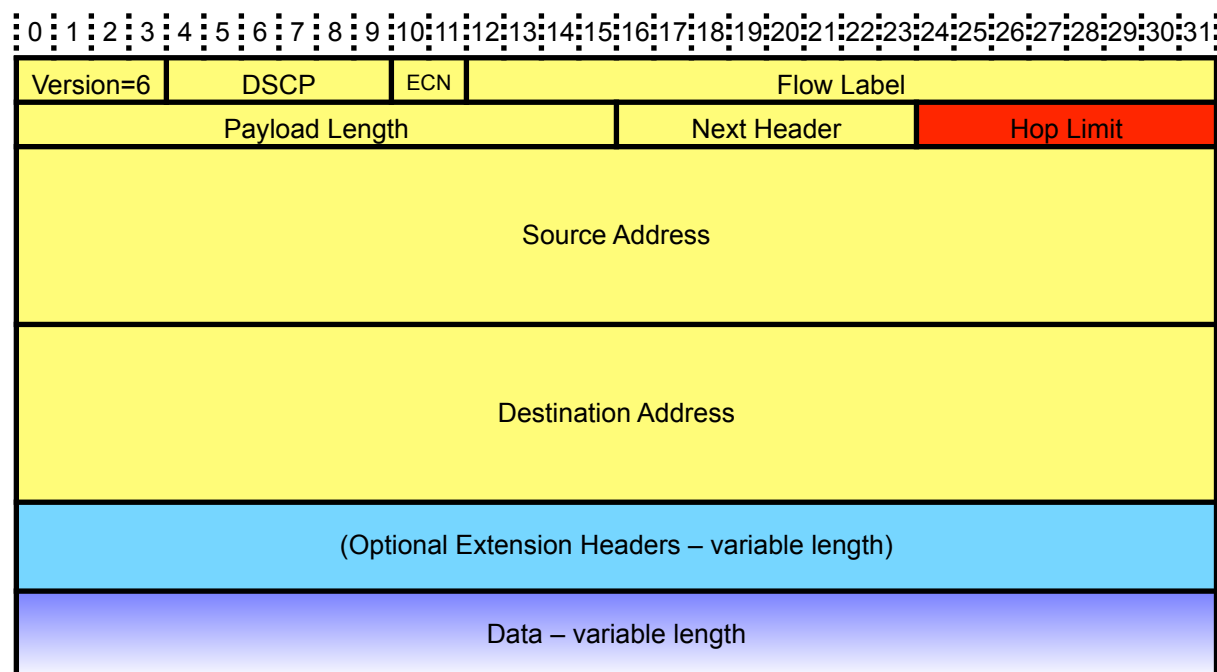 0 1 2 3 4 5 6 7 8 9 10 11 12 13 14 15 16 17 18 19 20 21 22 23 24 25 26 27 28 29 30 31
Version=6 DSCP ECN Flow Label
Payload Length Next Header Hop Limit
Source Address
Destination Address
(Optional Extension Headers – variable length)
Data – variable length